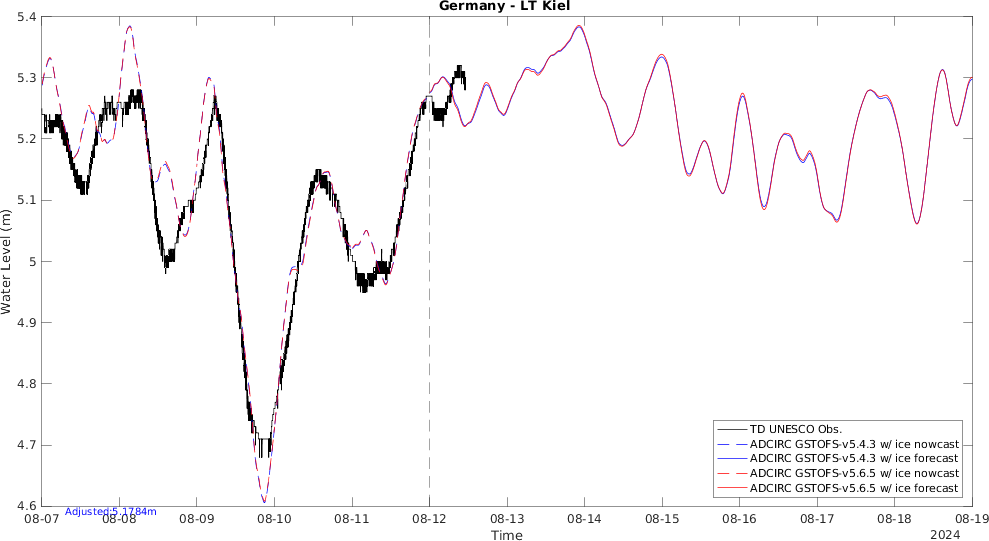 Germany - LT Kiel
Water Level (m)
5.4
5.3
5.2
5.1
5
4.9
4.8
4.7
4.6
TD UNESCO Obs.
ADCIRC GSTOFS-v5.4.3 w/ ice nowcast
ADCIRC GSTOFS-v5.4.3 w/ ice forecast
ADCIRC GSTOFS-v5.6.5 w/ ice nowcast
ADCIRC GSTOFS-v5.6.5 w/ ice forecast
Adjusted:5.1784m
08-07 08-08 08-09 08-10 08-11 08-12 08-13 08-14 08-15 08-16 08-17 08-18 08-19
Time
2024